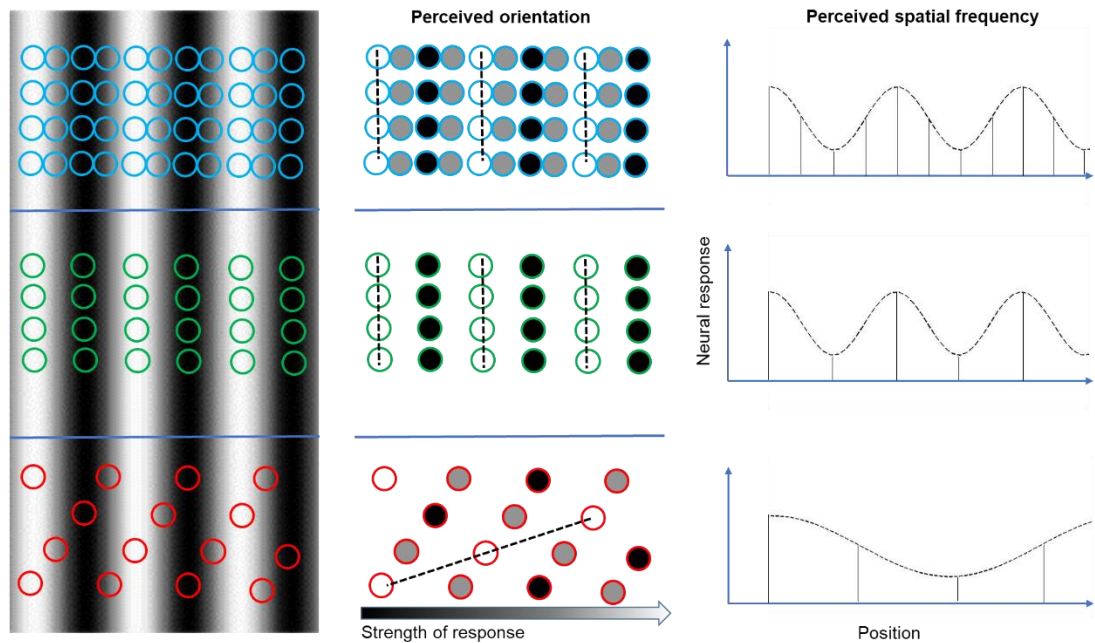 Perceived orientation
Perceived spatial frequency
Neural response
Strength of response
Position